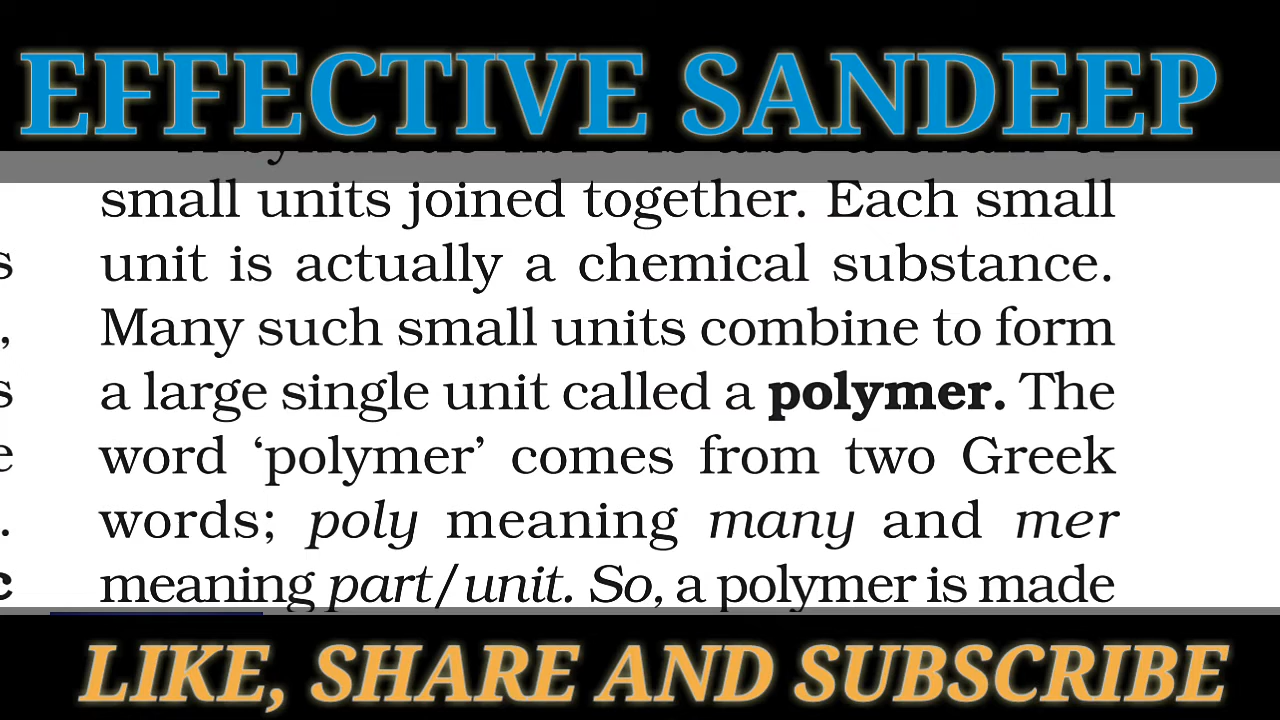 EFFECTIVE SANDEEP
small units joined together. Each small
unit is actually a chemical substance.
Many such small units combine to form
a large single unit called a polymer. The
word ‘polymer’ comes from two Greek
words; poly meaning many and mer
meaning part/unit. So, a polymer is made
LIKE, SHARE AND SUBSCRIBE